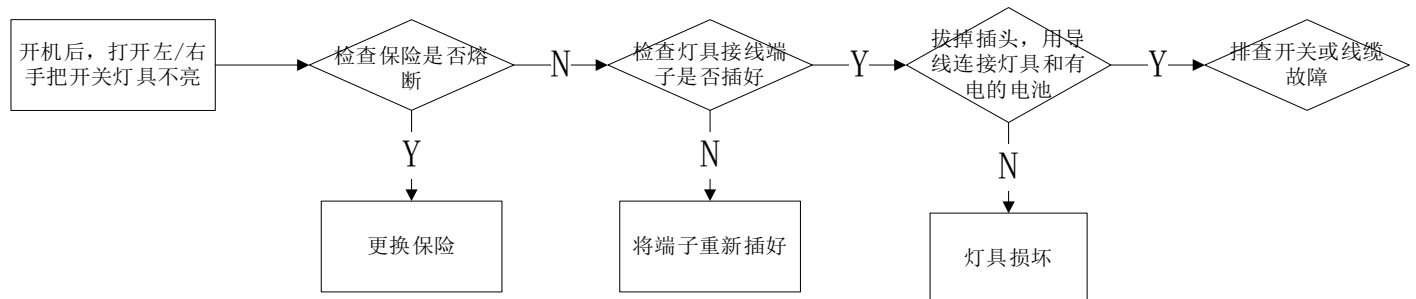 开机后，打开左/右
手把开关灯具不亮
检查保险是否熔
断
N
检查灯具接线端
子是否插好
Y
拔掉插头，用导
线连接灯具和有
电的电池
Y
排查开关或线缆
故障
Y
N
N
更换保险
将端子重新插好
灯具损坏